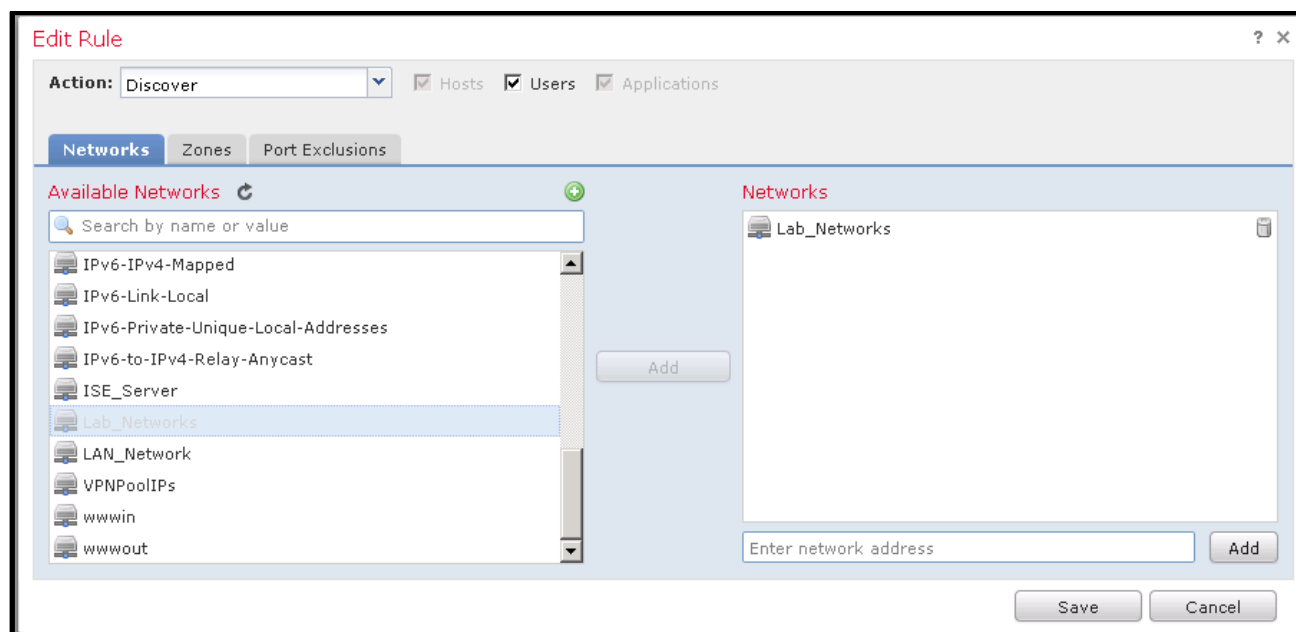 Edit Rule ? ×
Action: Discover Hosts Users Applications
Networks Zones Port Exclusions
Available Networks
Search by name or value
IPv6-IPv4-Mapped
IPv6-Link-Local
IPv6-Private-Unique-Local-Addresses
IPv6-to-IPv4-Relay-Anycast
ISE_Server
Lab_Networks
LAN_Network
VPNPoolIPs
wwwin
wwwout
Add
Networks
Lab_Networks
Enter network address Add
Save Cancel